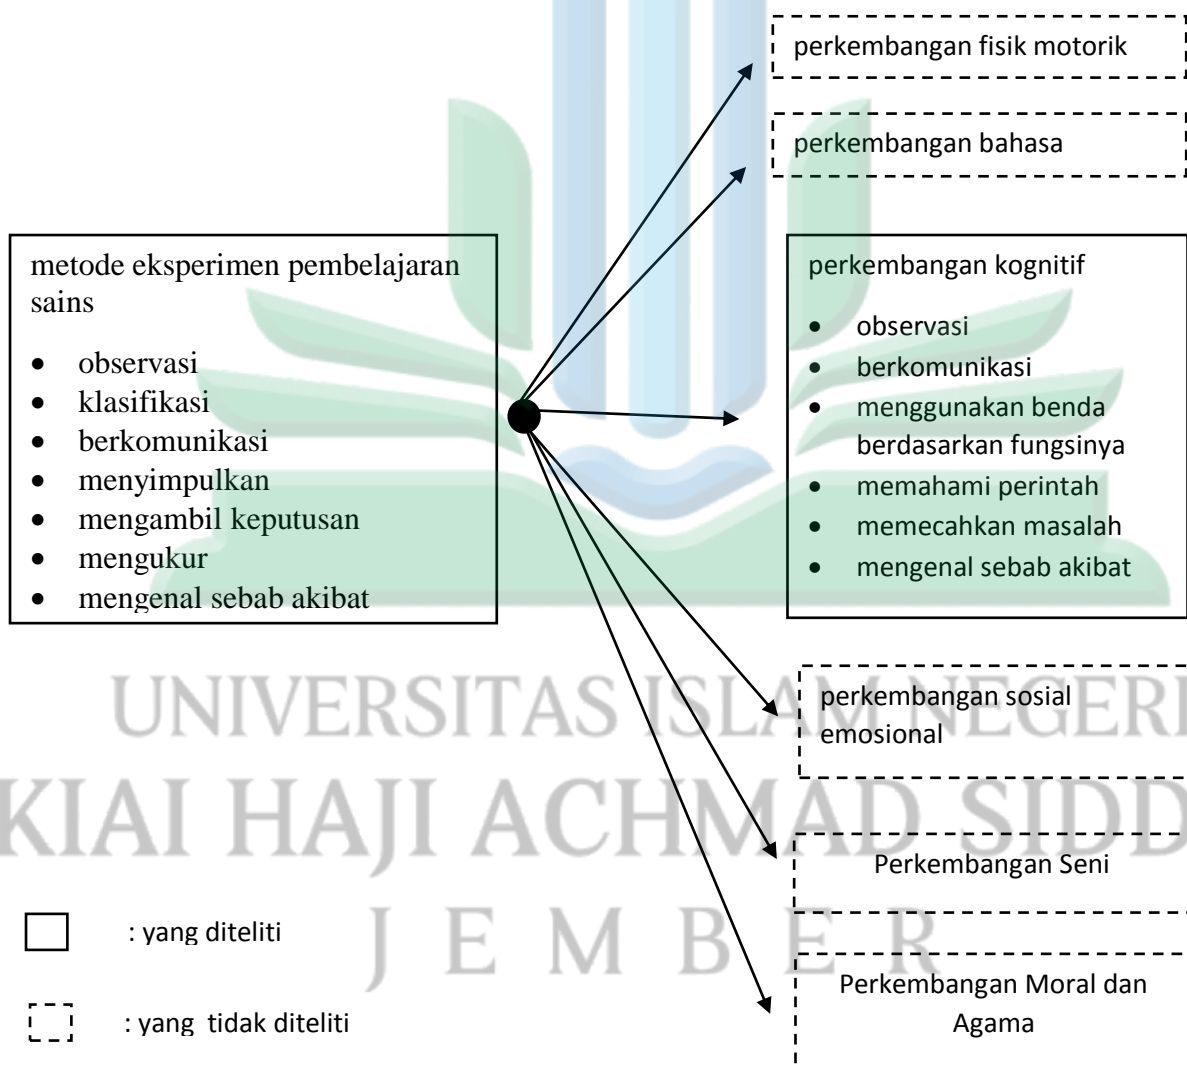 perkembangan fisik motorik
perkembangan bahasa
metode eksperimen pembelajaran
sains
• observasi
• klasifikasi
• berkomunikasi
• menyimpulkan
• mengambil keputusan
• mengukur
• mengenal sebab akibat
perkembangan kognitif
• observasi
• berkomunikasi
• menggunakan benda
berdasarkan fungsinya
• memahami perintah
• memecahkan masalah
• mengenal sebab akibat
perkembangan sosial
emosional
Perkembangan Seni
Perkembangan Moral dan
Agama
: yang diteliti
: yang tidak diteliti
UNIVERSITAS ISLAM NEGERI
KIAI HAJI ACHMAD SIDD
JEMBER